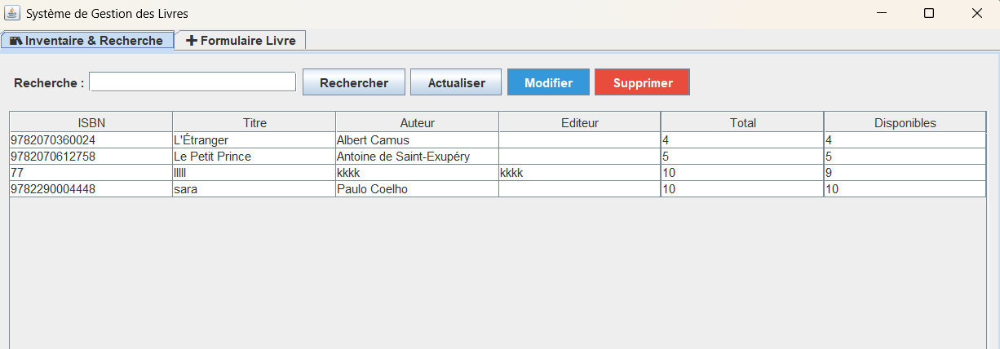 Système de Gestion des Livres
Inventaire & Recherche Formulaire Livre
Recherche : Rechercher Actualiser Modifier Supprimer
ISBN Titre Auteur Editeur Total Disponibles
9782070360024 L'Étranger Albert Camus 4 4
9782070612758 Le Petit Prince Antoine de Saint-Exupéry 5 5
77 lllll kkkk kkkk 10 9
9782290004448 sara Paulo Coelho 10 10